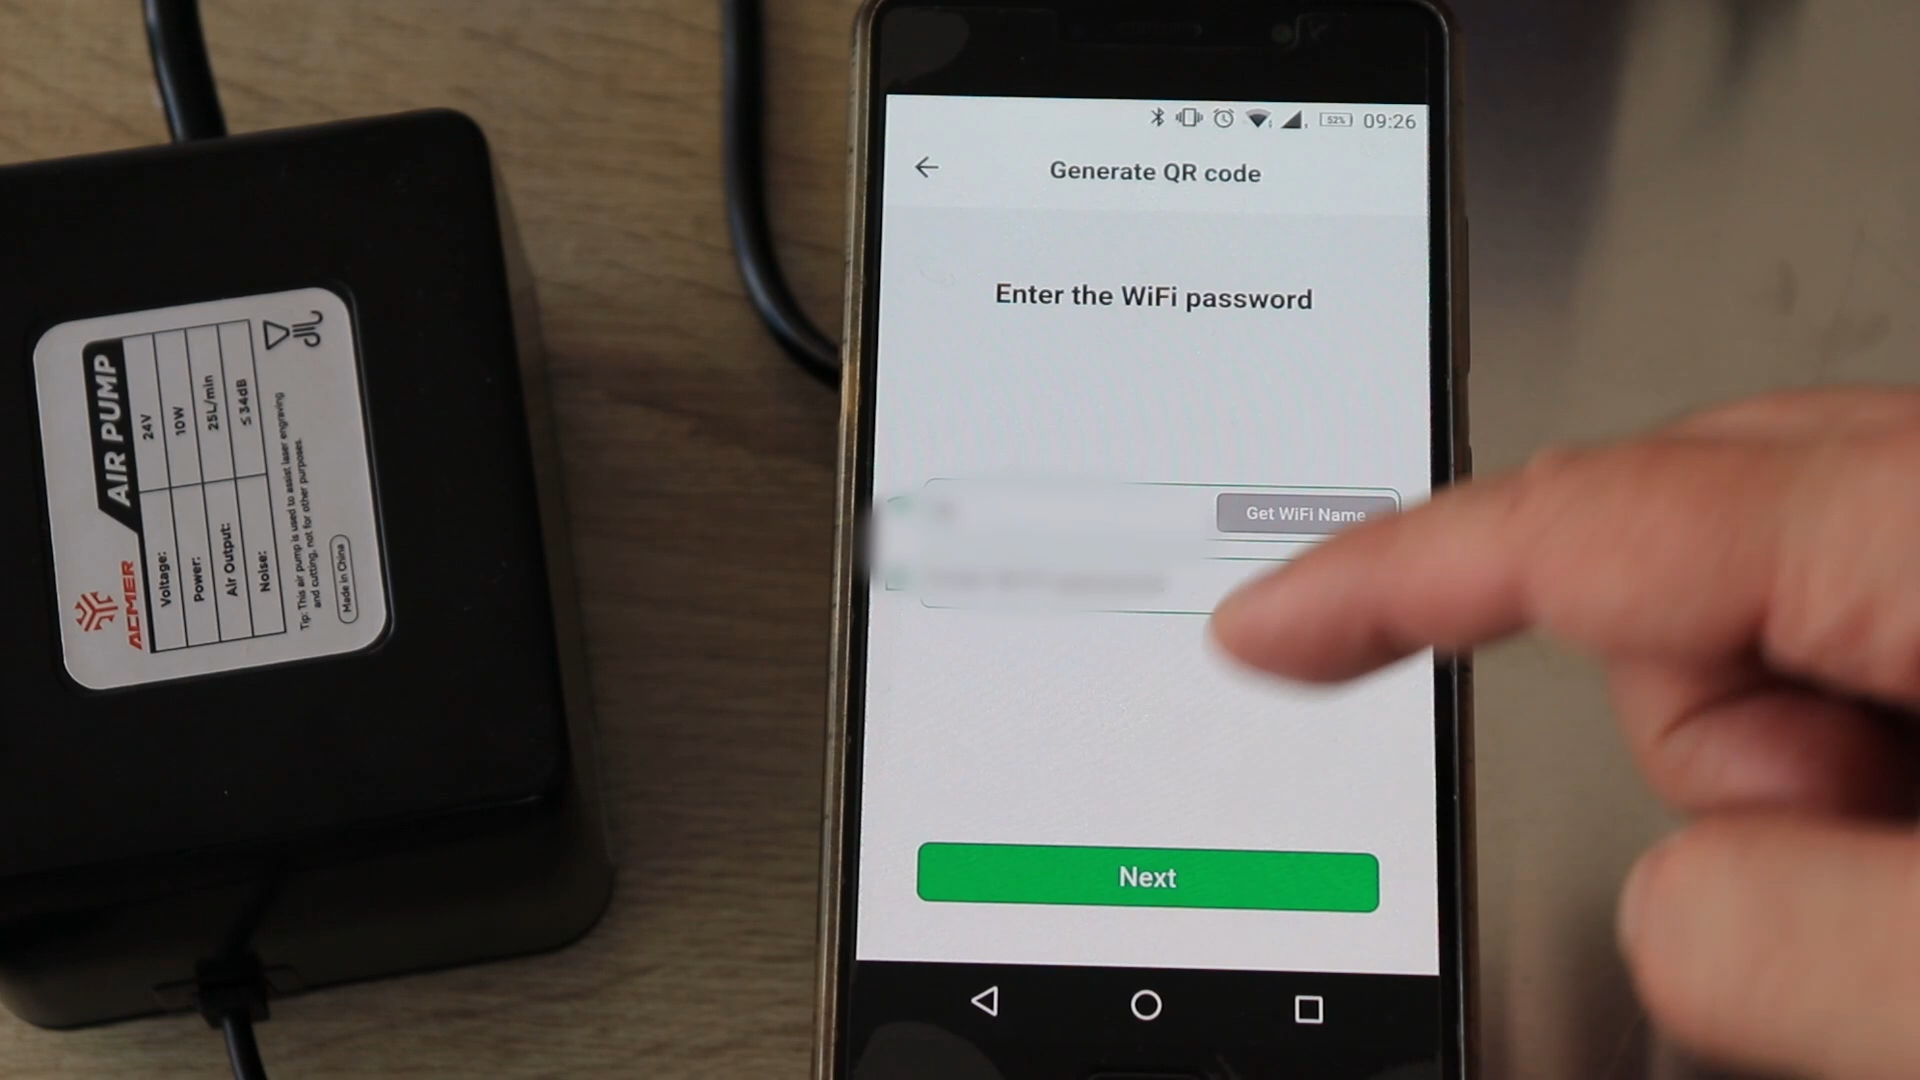 AIR PUMP
Voltage: 24V
Power: 10W
Air Output: 25L/min
Noise: ≤34dB
Tip: This air pump is used to assist laser engraving
and cutting, not for other purposes.
Made in China
ACMER
52% 09:26
Generate QR code
Enter the WiFi password
Get WiFi Name
Next